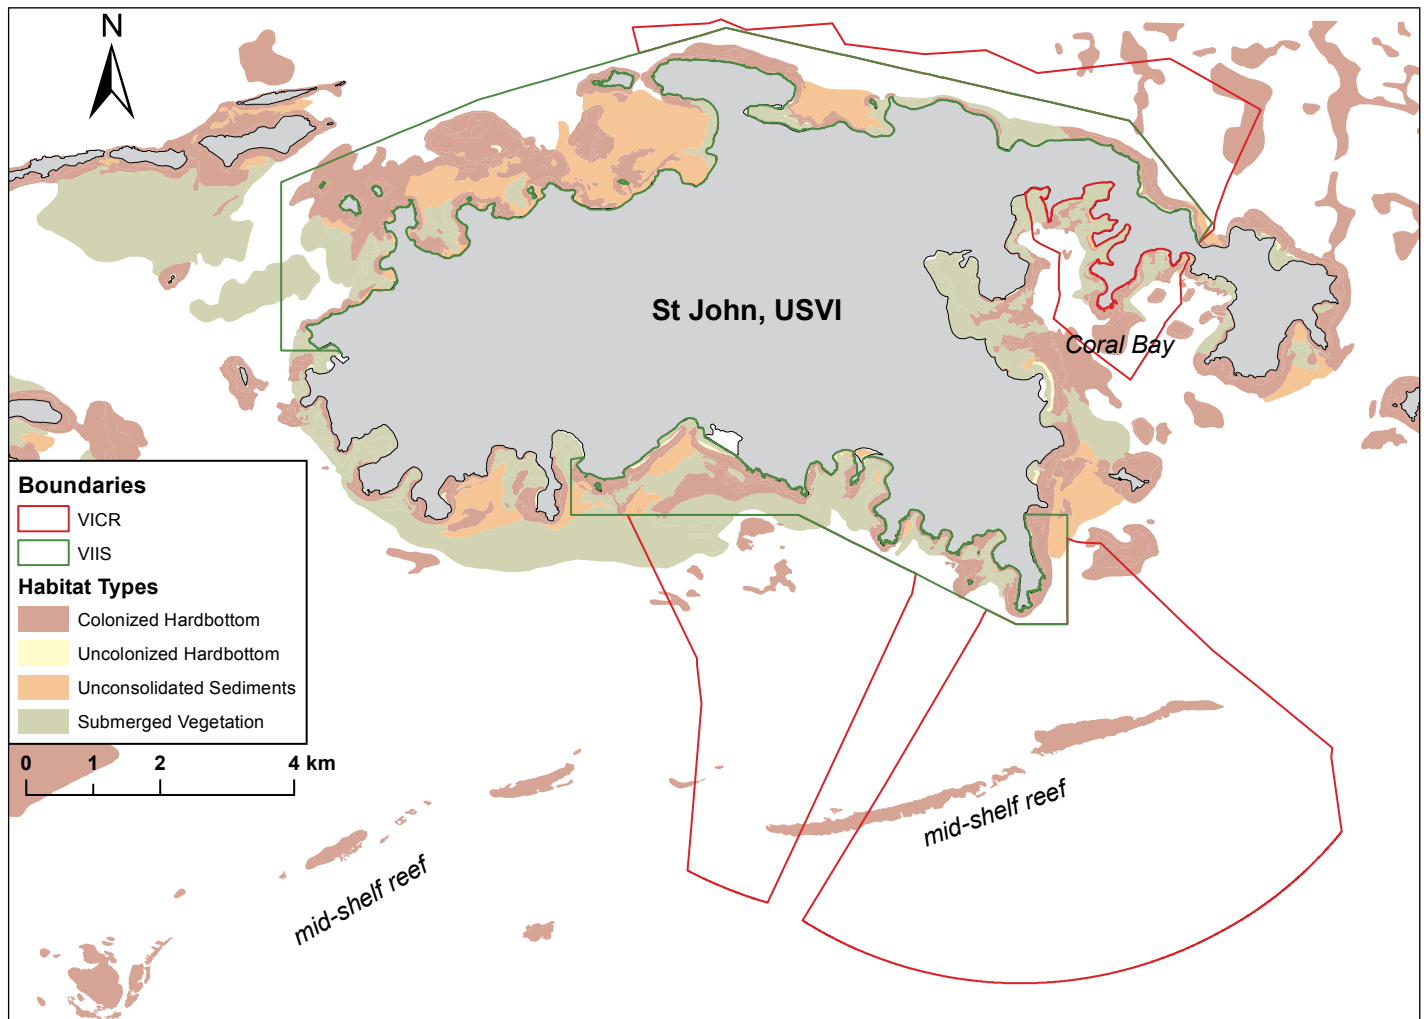 N
St John, USVI
Coral Bay
Boundaries
VICR
VIIS
Habitat Types
Colonized Hardbottom
Uncolonized Hardbottom
Unconsolidated Sediments
Submerged Vegetation
0 1 2 4 km
mid-shelf reef
mid-shelf reef